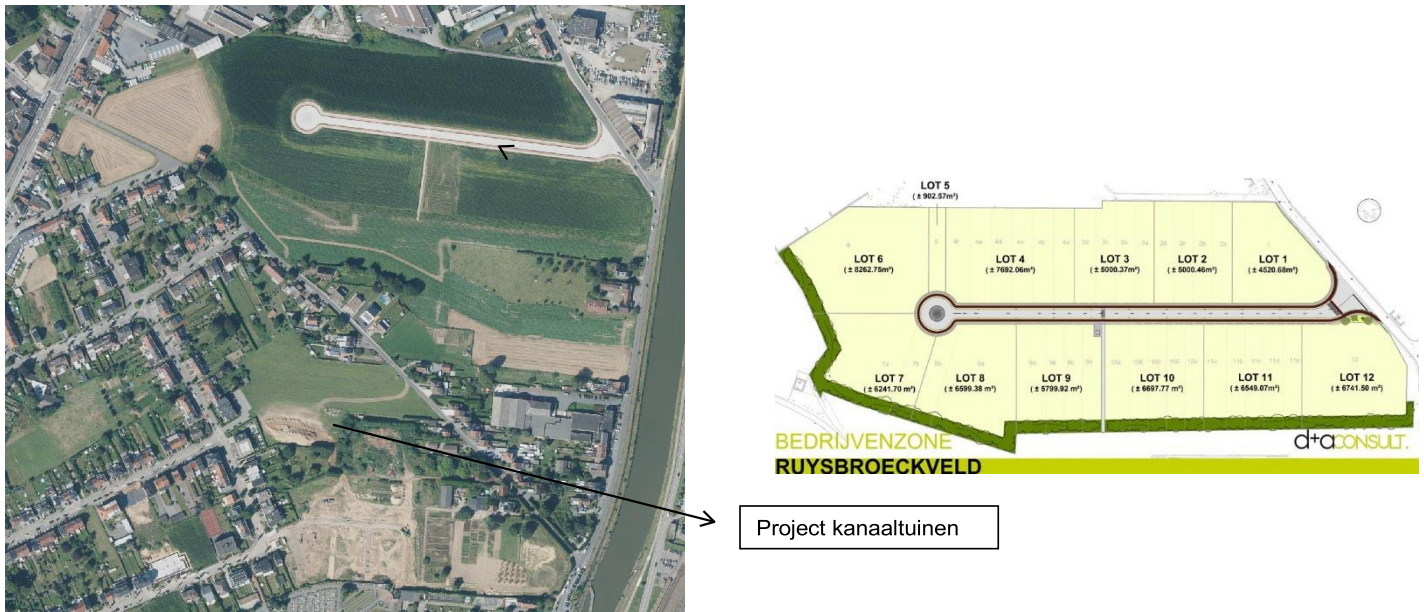 LOT 5
( ± 902.57m²)
LOT 6
( ± 8262.75m²)
LOT 4
( ± 7692.06m²)
LOT 3
( ± 5000.37m²)
LOT 2
( ± 5000.46m²)
LOT 1
( ± 4520.68m²)
LOT 7
( ± 6241.70 m²)
LOT 8
( ± 6599.38 m²)
LOT 9
( ± 5799.92 m²)
LOT 10
( ± 6697.77 m²)
LOT 11
( ± 6549.07m²)
LOT 12
( ± 6741.50 m²)
BEDRIJVENZONE
d+aCONSULT.
RUYSBROECKVELD
Project kanaaltuinen